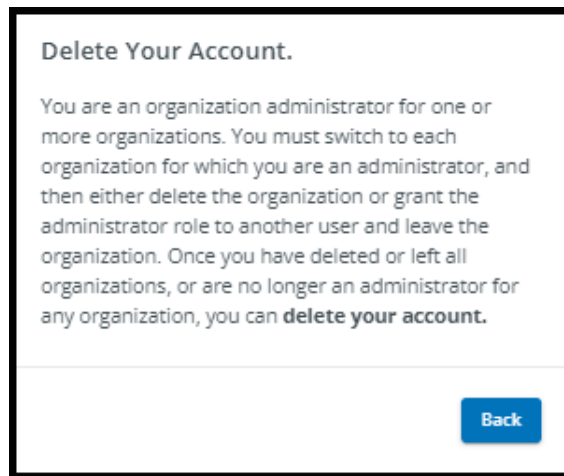 Delete Your Account.
You are an organization administrator for one or
more organizations. You must switch to each
organization for which you are an administrator, and
then either delete the organization or grant the
administrator role to another user and leave the
organization. Once you have deleted or left all
organizations, or are no longer an administrator for
any organization, you can delete your account.
Back